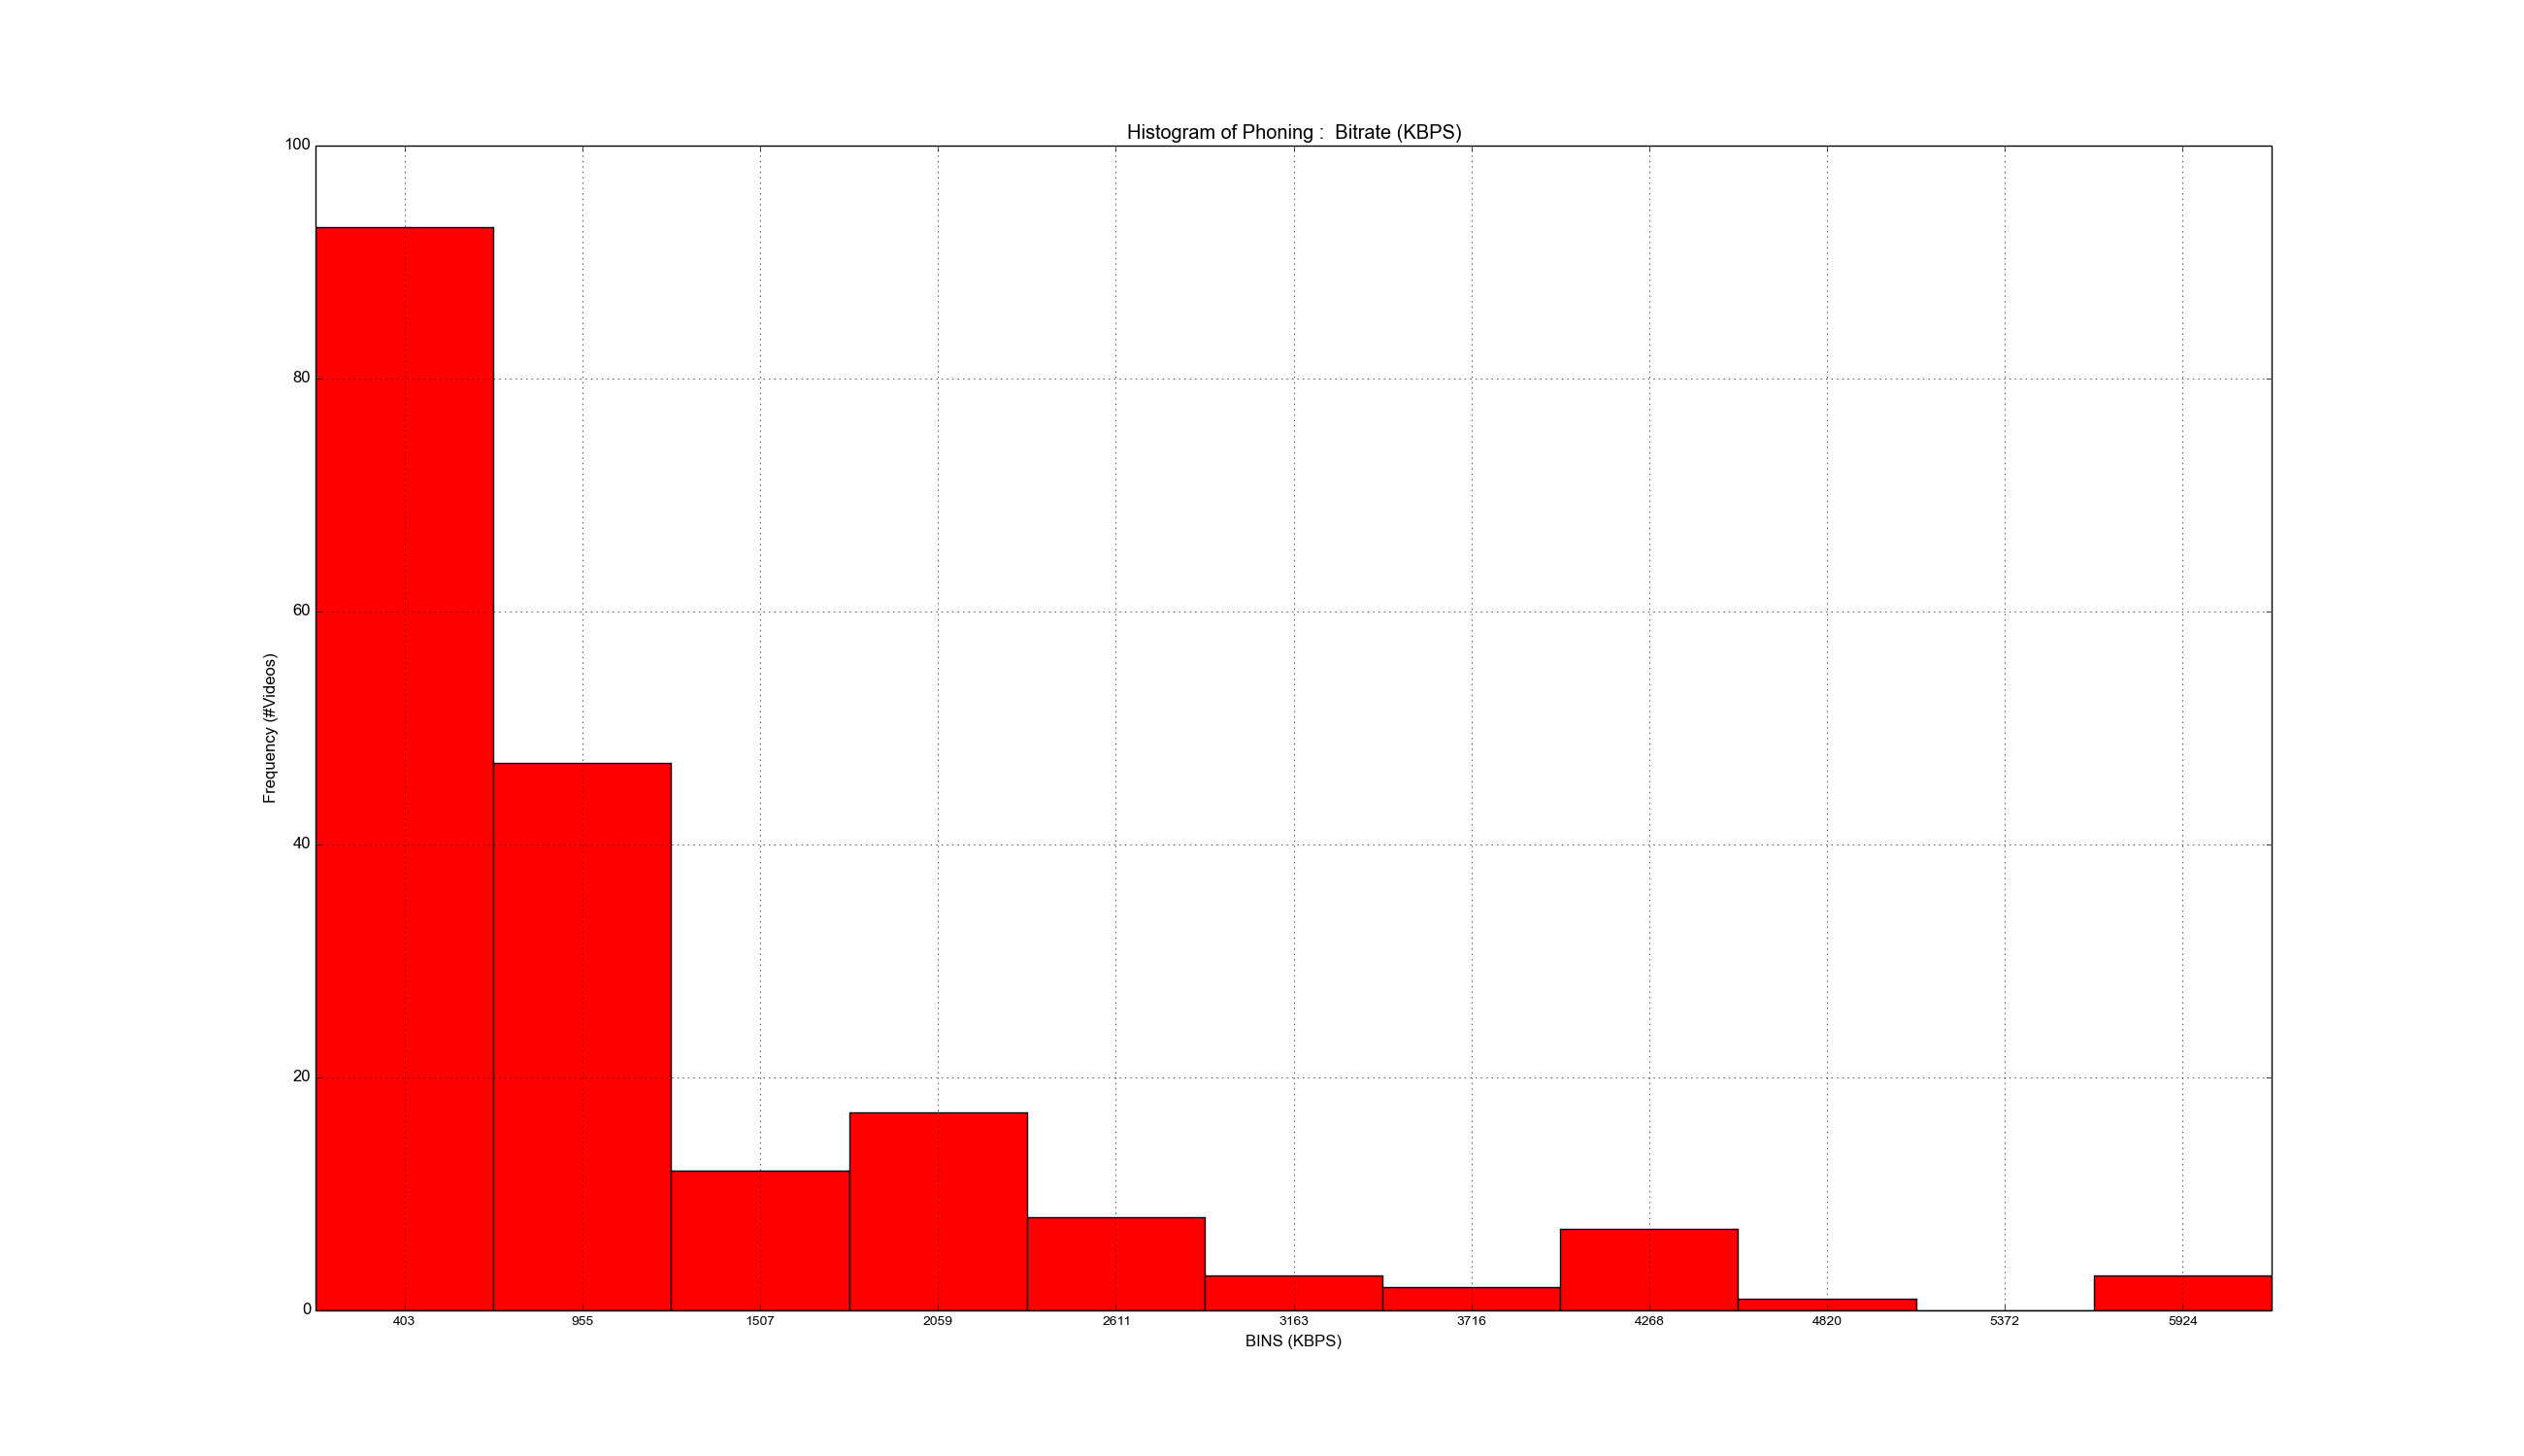 Histogram of Phoning :  Bitrate (KBPS)
100
80
60
40
20
0
Frequency (#Videos)
403 955 1507 2059 2611 3163 3716 4268 4820 5372 5924
BINS (KBPS)